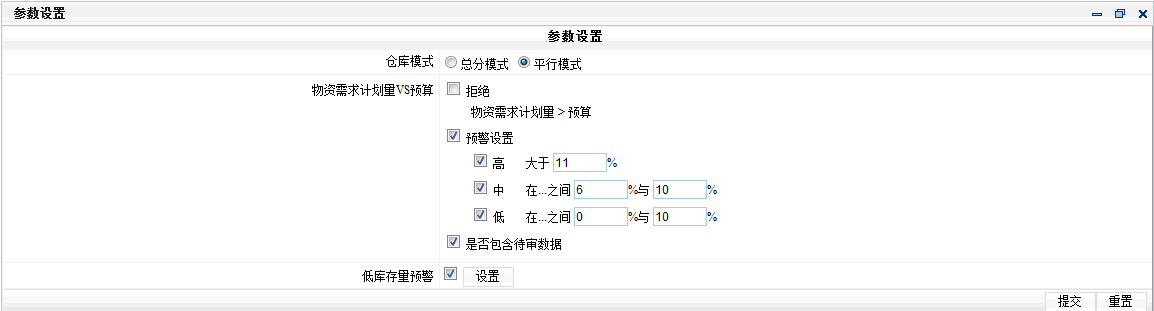 参数设置
参数设置
仓库模式 总分模式 平行模式
物资需求计划量VS预算 拒绝
物资需求计划量 > 预算
预警设置
高 大于 11 %
中 在...之间 6 %与 10 %
低 在...之间 0 %与 10 %
是否包含待审数据
低库存量预警 设置
提交 重置